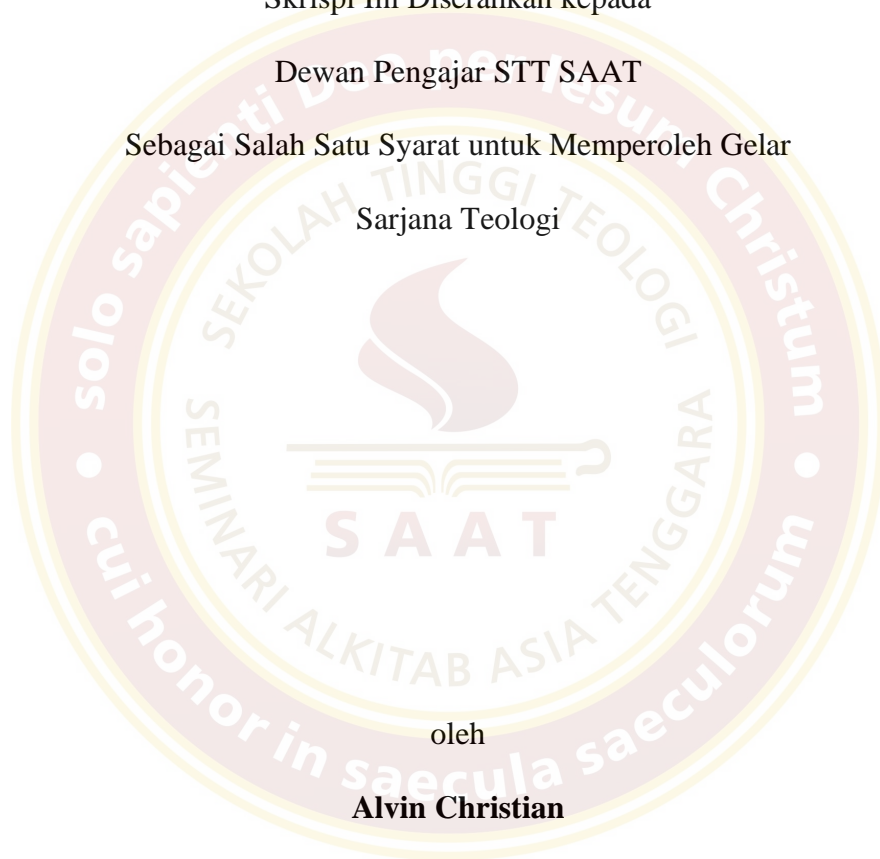 Skrispi Ini Diserahkan kepada
Dewan Pengajar STT SAAT
Sebagai Salah Satu Syarat untuk Memperoleh Gelar
Sarjana Teologi
solo sapienti Deo per Iesum Christum
SEKOLAH TINGGI TEOLOGI
SAAT
SEMINARI ALKITAB ASIA TENGGARA
cui honor in saecula saeculorum
oleh
Alvin Christian